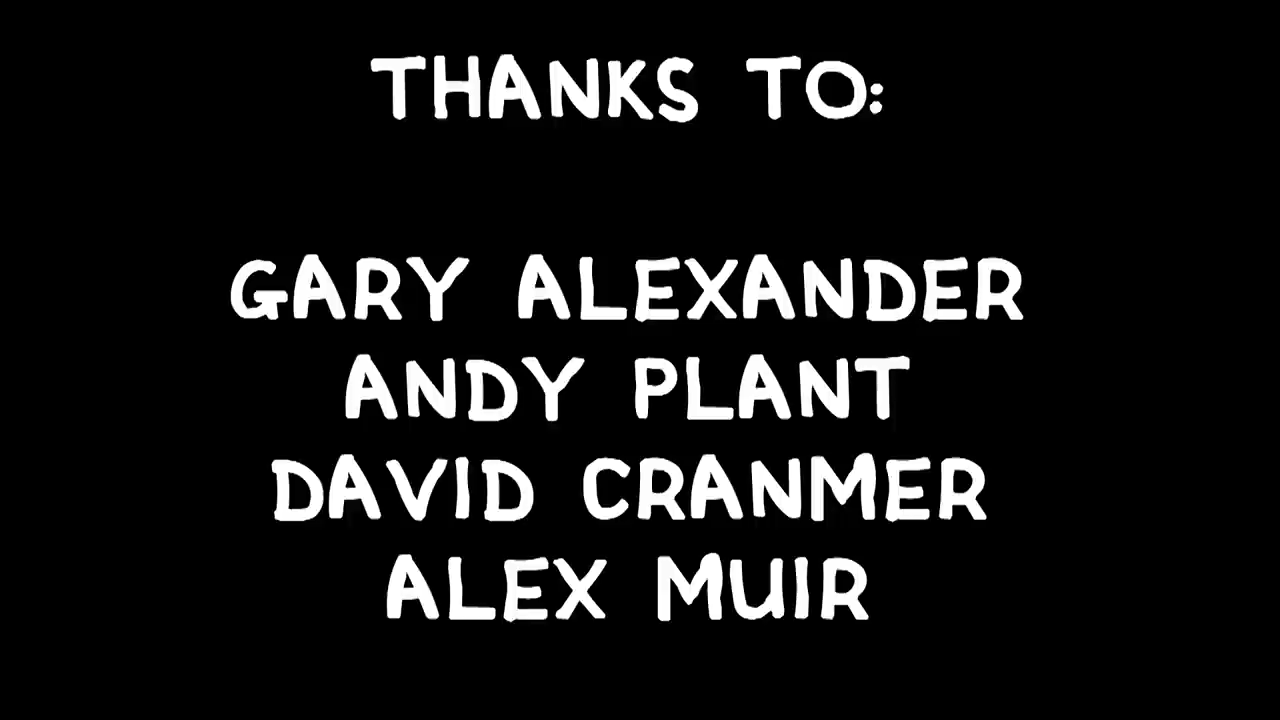 THANKS TO:
GARY ALEXANDER
ANDY PLANT
DAVID CRANMER
ALEX MUIR